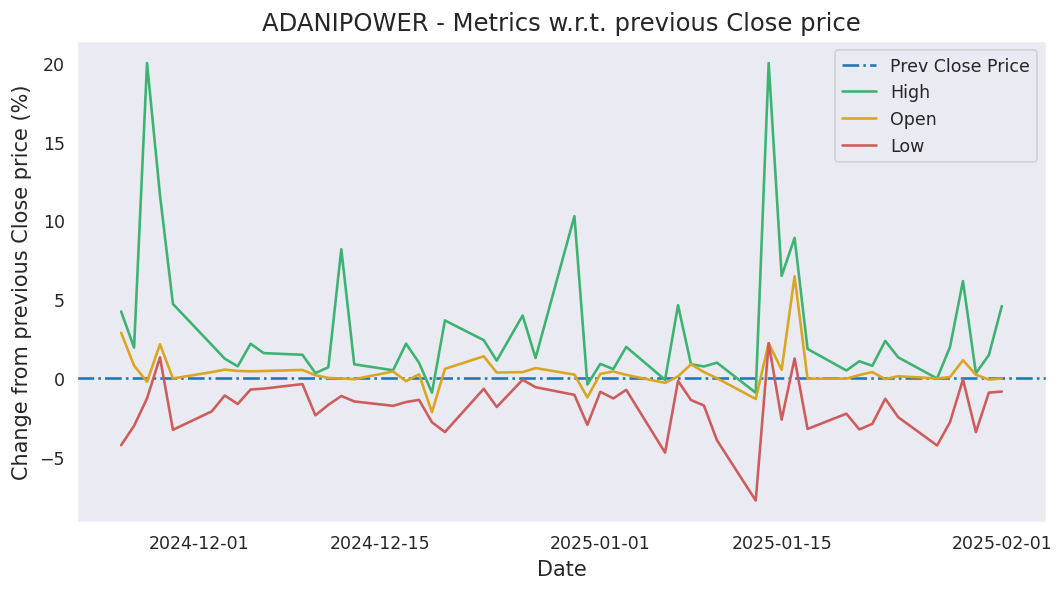 ADANIPOWER - Metrics w.r.t. previous Close price
Change from previous Close price (%)
20
15
10
5
0
−5
Prev Close Price
High
Open
Low
2024-12-01
2024-12-15
2025-01-01
2025-01-15
2025-02-01
Date